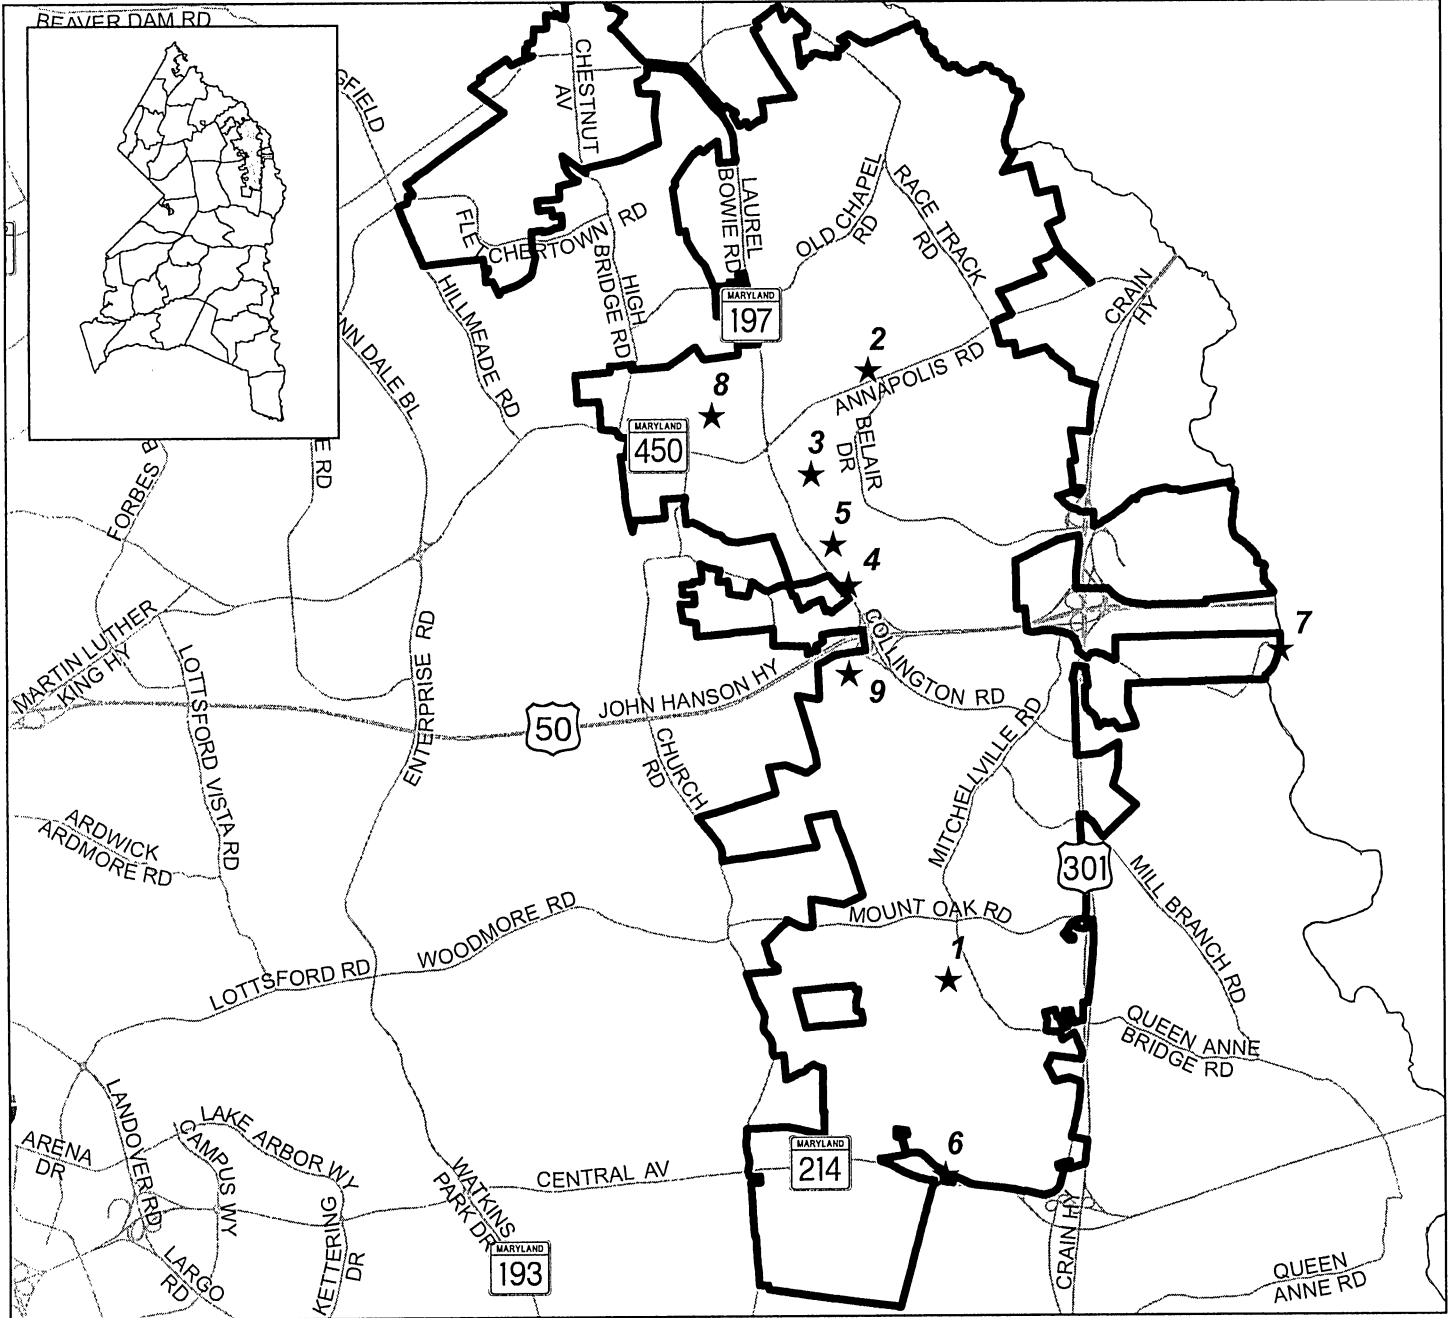 BEAVER DAM RD
GFIELD
CHESTNUT
AV
LAUREL
BOWIE RD
OLD CHAPEL
RD
RACE TRACK
RD
CRAIN
HY
FLE
CHERTOWN RD
HIGH
BRIDGE RD
HILLMEADE RD
NN DALE BL
MARYLAND
197
2
ANNAPOLIS RD
8
MARYLAND
450
3
BELAIR
DR
E RD
FORBES B
5
4
MARTIN LUTHER
KING HY
LOTTSFORD VISTA RD
ENTERPRISE RD
COLLINGTON RD
7
JOHN HANSON HY
9
50
CHURCH
RD
MITCHELLVILLE RD
ARDWICK
ARDMORE RD
301
MILL BRANCH RD
MOUNT OAK RD
WOODMORE RD
LOTTSFORD RD
1
QUEEN ANNE
BRIDGE RD
LANDOVER RD
LAKE ARBOR WY
CAMPUS WY
ARENA
DR
WATKINS
PARK DR
CENTRAL AV
MARYLAND
214
6
KETTERING
DR
LARGO
RD
MARYLAND
193
CRAIN HY
QUEEN
ANNE RD